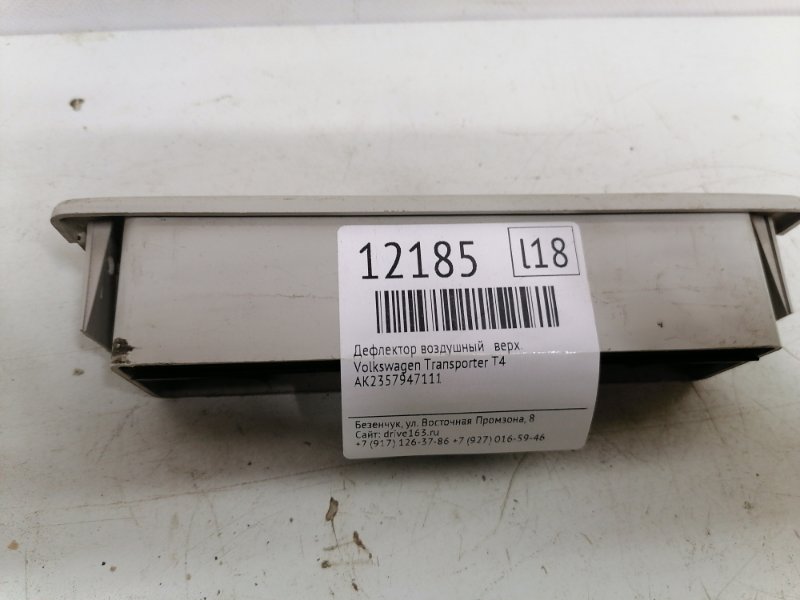 12185 l18
Дефлектор воздушный верх.
Volkswagen Transporter T4
AK2357947111
Безенчук, ул. Восточная Промзона, 8
Сайт: drive163.ru
+7 (917) 126-37-86 +7 (927) 016-59-46